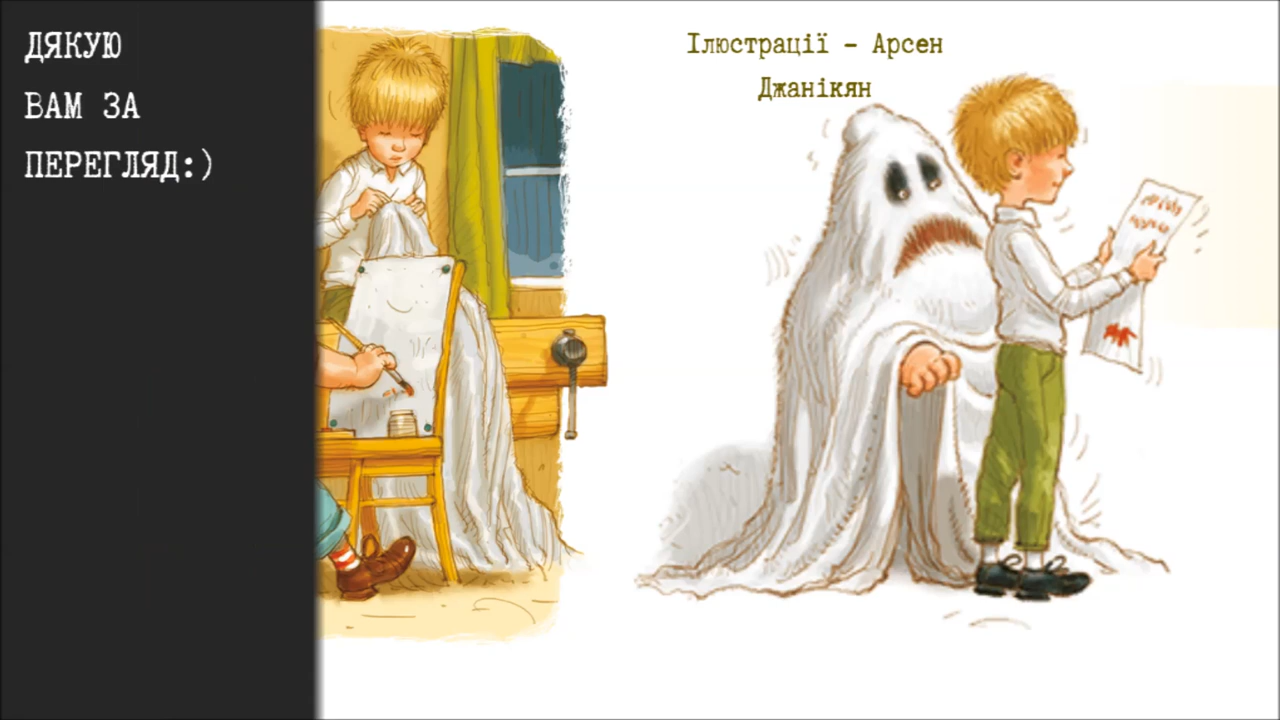 ДЯКУЮ
ВАМ ЗА
ПЕРЕГЛЯД:)
Ілюстрації - Арсен
Джанікян